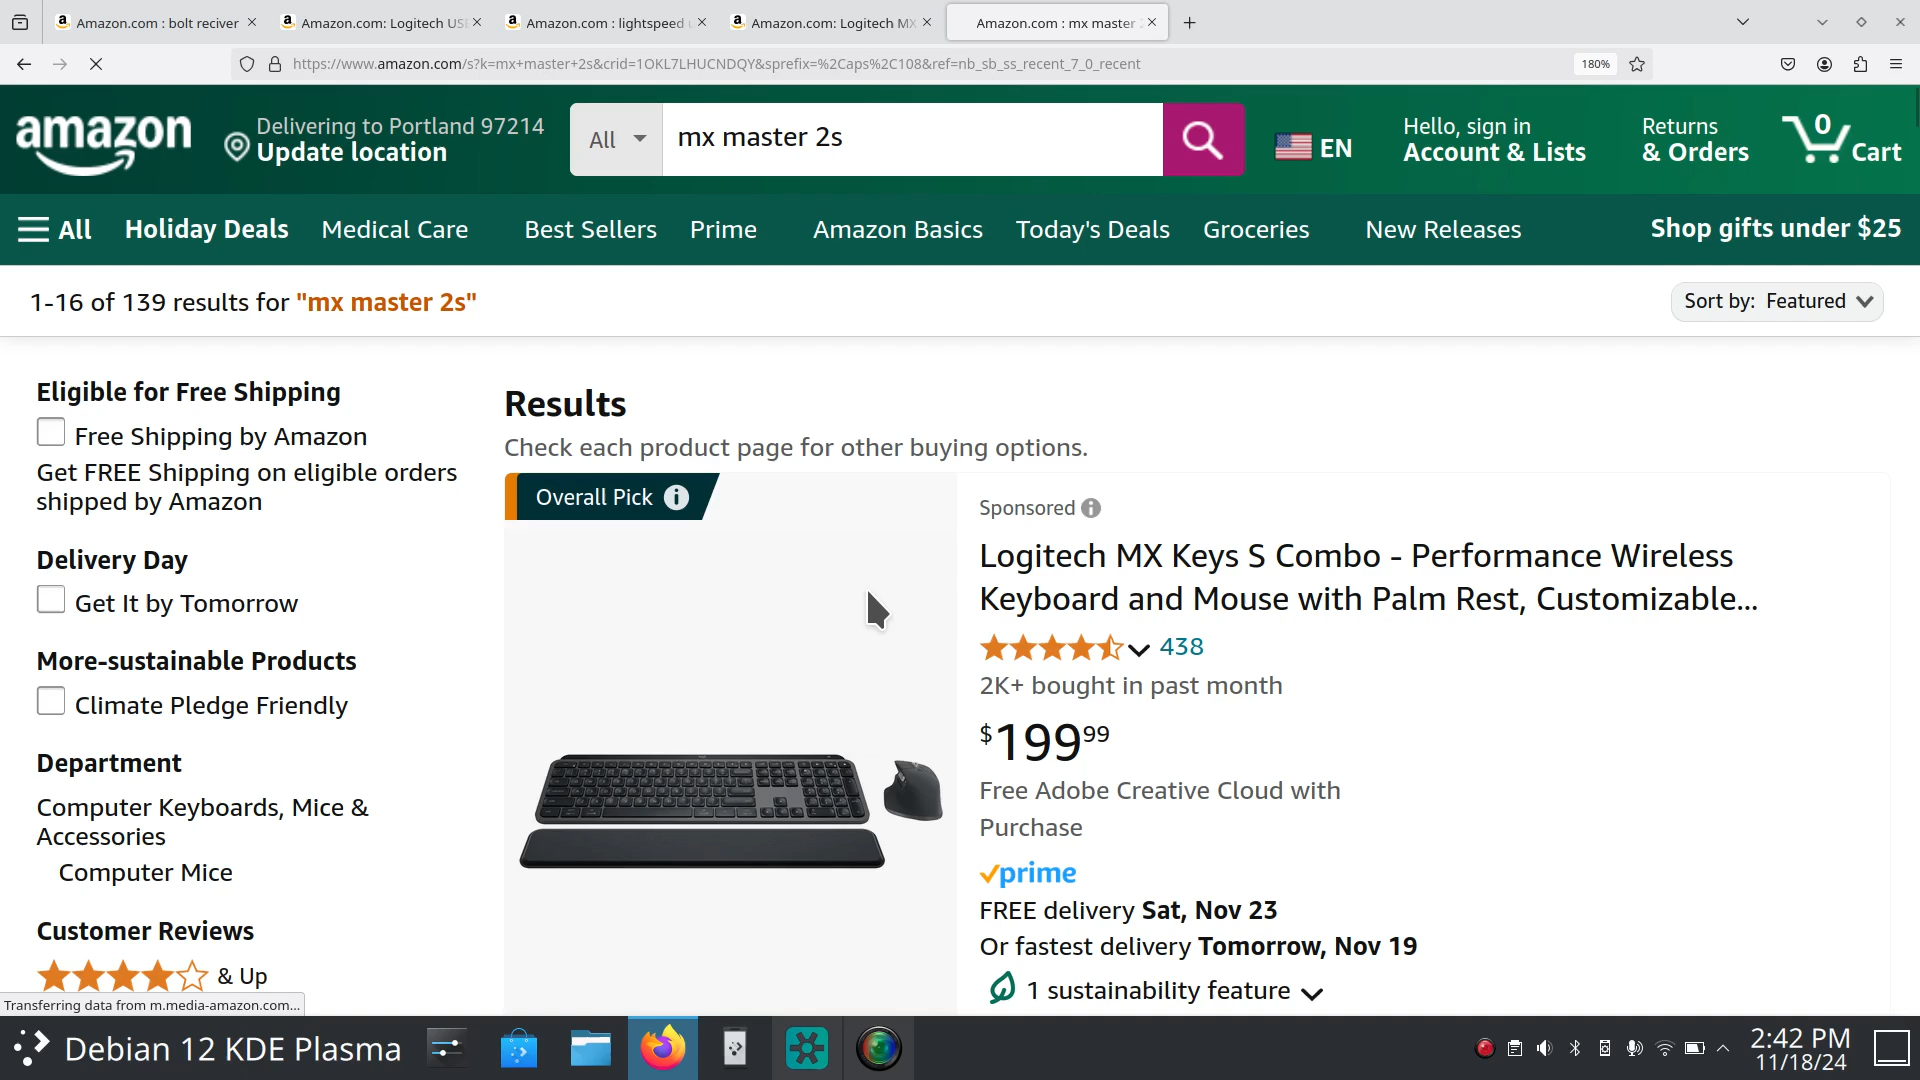 Amazon.com : bolt reciver
Amazon.com: Logitech US
Amazon.com : lightspeed
Amazon.com: Logitech MX
Amazon.com : mx master 2
https://www.amazon.com/s?k=mx+master+2s&crid=1OKL7LHUCNDQY&sprefix=%2Caps%2C108&ref=nb_sb_ss_recent_7_0_recent
180%
amazon
Delivering to Portland 97214
Update location
All
mx master 2s
EN
Hello, sign in
Account & Lists
Returns
& Orders
0
Cart
All
Holiday Deals
Medical Care
Best Sellers
Prime
Amazon Basics
Today's Deals
Groceries
New Releases
Shop gifts under $25
1-16 of 139 results for "mx master 2s"
Sort by: Featured
Eligible for Free Shipping
Free Shipping by Amazon
Get FREE Shipping on eligible orders
shipped by Amazon
Delivery Day
Get It by Tomorrow
More-sustainable Products
Climate Pledge Friendly
Department
Computer Keyboards, Mice &
Accessories
Computer Mice
Customer Reviews
& Up
Results
Check each product page for other buying options.
Overall Pick
Sponsored
Logitech MX Keys S Combo - Performance Wireless
Keyboard and Mouse with Palm Rest, Customizable...
438
2K+ bought in past month
$199.99
Free Adobe Creative Cloud with
Purchase
prime
FREE delivery Sat, Nov 23
Or fastest delivery Tomorrow, Nov 19
1 sustainability feature
Transferring data from m.media-amazon.com...
Debian 12 KDE Plasma
2:42 PM
11/18/24